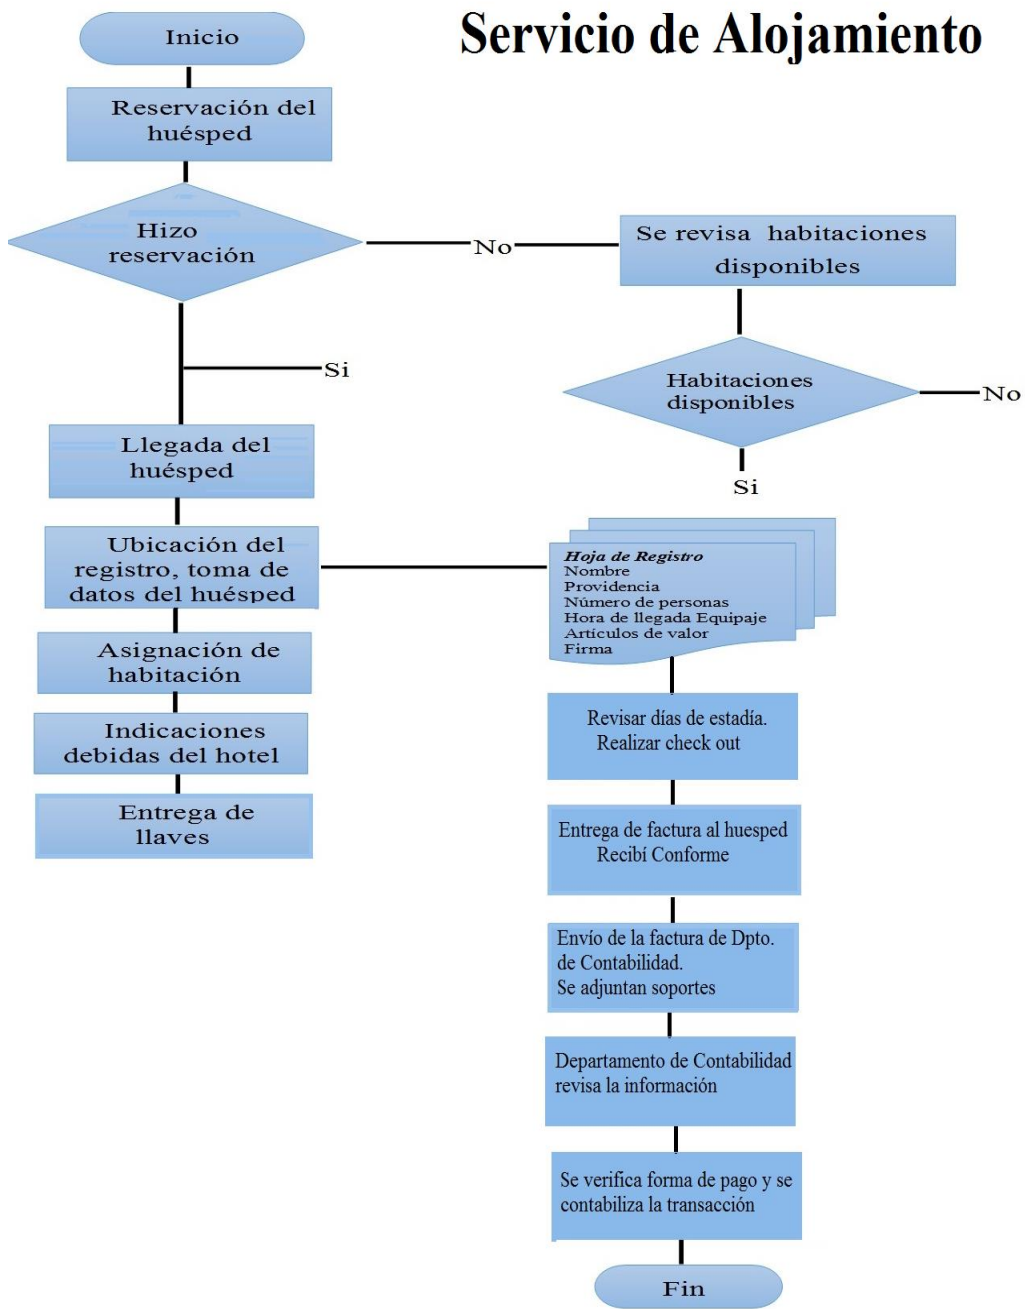 Servicio de Alojamiento
Inicio
Reservación del
huésped
Hizo
reservación
No
Se revisa habitaciones
disponibles
Si
Habitaciones
disponibles
No
Si
Llegada del
huésped
Ubicación del
registro, toma de
datos del huésped
Hoja de Registro
Nombre
Providencia
Número de personas
Hora de llegada Equipaje
Artículos de valor
Firma
Asignación de
habitación
Indicaciones
debidas del hotel
Entrega de
llaves
Revisar días de estadía.
Realizar check out
Entrega de factura al huesped
Recibí Conforme
Envío de la factura de Dpto.
de Contabilidad.
Se adjuntan soportes
Departamento de Contabilidad
revisa la información
Se verifica forma de pago y se
contabiliza la transacción
Fin